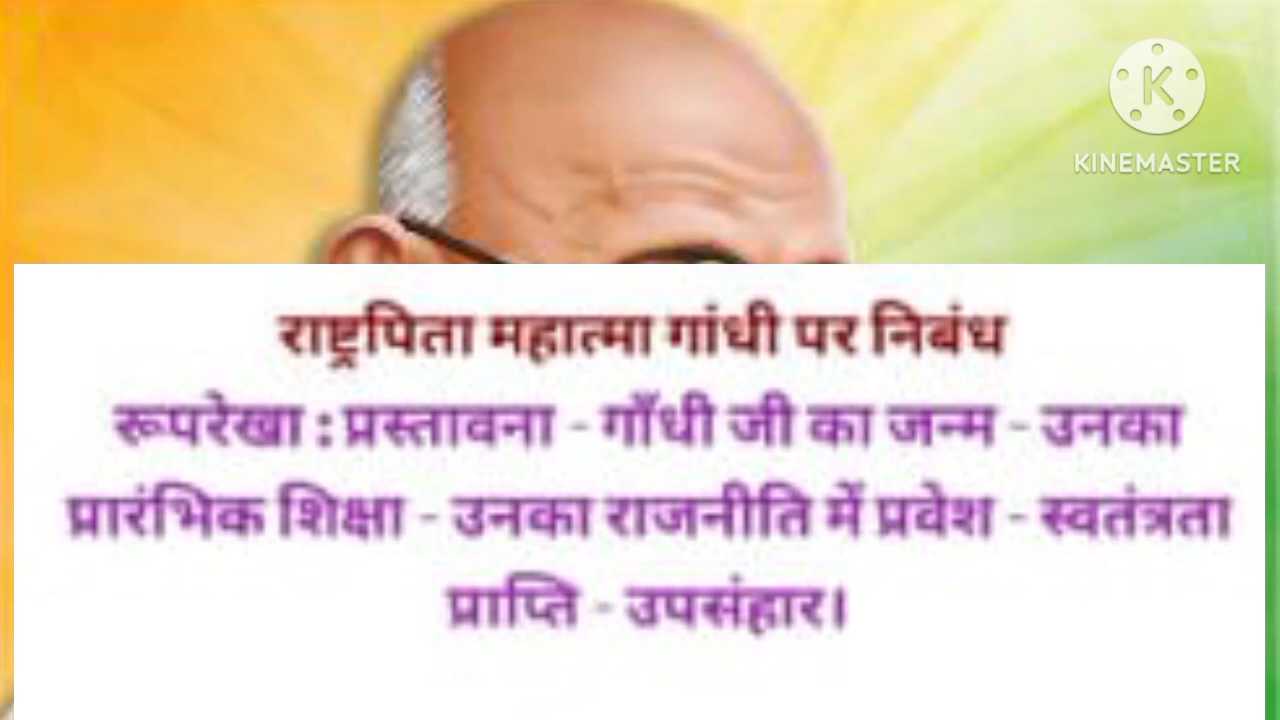 KINEMASTER
राष्ट्रपिता महात्मा गांधी पर निबंध
रूपरेखा : प्रस्तावना - गाँधी जी का जन्म - उनका
प्रारंभिक शिक्षा - उनका राजनीति में प्रवेश - स्वतंत्रता
प्राप्ति - उपसंहार।